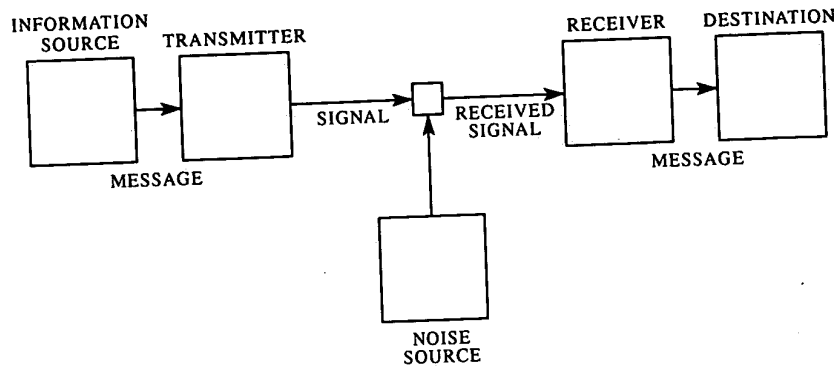 INFORMATION
SOURCE
TRANSMITTER
SIGNAL
RECEIVED
SIGNAL
RECEIVER
DESTINATION
MESSAGE
MESSAGE
NOISE
SOURCE